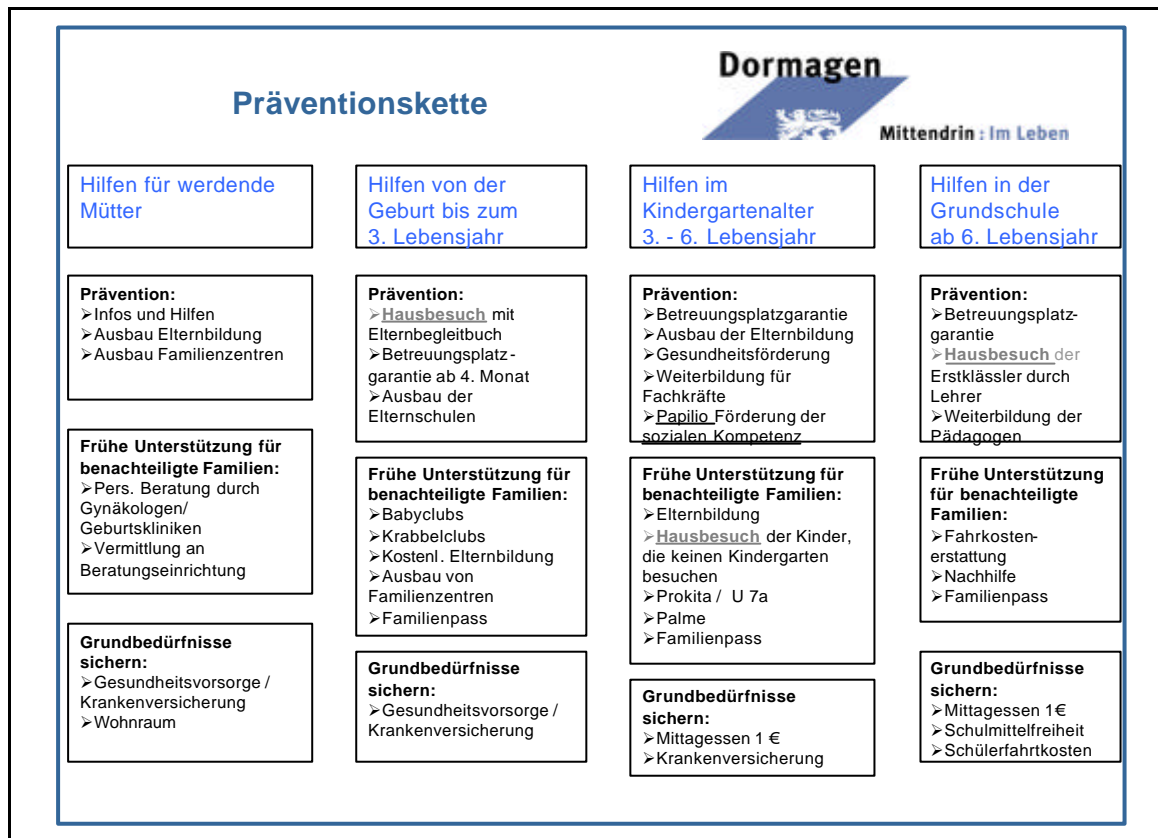 Präventionskette
Dormagen
Mittendrin : Im Leben
Hilfen für werdende
Mütter
Prävention:
➢Infos und Hilfen
➢Ausbau Elternbildung
➢Ausbau Familienzentren
Frühe Unterstützung für
benachteiligte Familien:
➢Pers. Beratung durch
Gynäkologen/
Geburtskliniken
➢Vermittlung an
Beratungseinrichtung
Grundbedürfnisse
sichern:
➢Gesundheitsvorsorge /
Krankenversicherung
➢Wohnraum
Hilfen von der
Geburt bis zum
3. Lebensjahr
Prävention:
➢Hausbesuch mit
Elternbegleitbuch
➢Betreuungsplatz-
garantie ab 4. Monat
➢Ausbau der
Elternschulen
Frühe Unterstützung für
benachteiligte Familien:
➢Babyclubs
➢Krabbelclubs
➢Kostenl. Elternbildung
➢Ausbau von
Familienzentren
➢Familienpass
Grundbedürfnisse
sichern:
➢Gesundheitsvorsorge /
Krankenversicherung
Hilfen im
Kindergartenalter
3. - 6. Lebensjahr
Prävention:
➢Betreuungsplatzgarantie
➢Ausbau der Elternbildung
➢Gesundheitsförderung
➢Weiterbildung für
Fachkräfte
➢Papilio Förderung der
sozialen Kompetenz
Frühe Unterstützung für
benachteiligte Familien:
➢Elternbildung
➢Hausbesuch der Kinder,
die keinen Kindergarten
besuchen
➢Prokita / U 7a
➢Palme
➢Familienpass
Grundbedürfnisse
sichern:
➢Mittagessen 1 €
➢Krankenversicherung
Hilfen in der
Grundschule
ab 6. Lebensjahr
Prävention:
➢Betreuungsplatz-
garantie
➢Hausbesuch der
Erstklässler durch
Lehrer
➢Weiterbildung der
Pädagogen
Frühe Unterstützung
für benachteiligte
Familien:
➢Fahrkosten-
erstattung
➢Nachhilfe
➢Familienpass
Grundbedürfnisse
sichern:
➢Mittagessen 1€
➢Schulmittelfreiheit
➢Schülerfahrtkosten